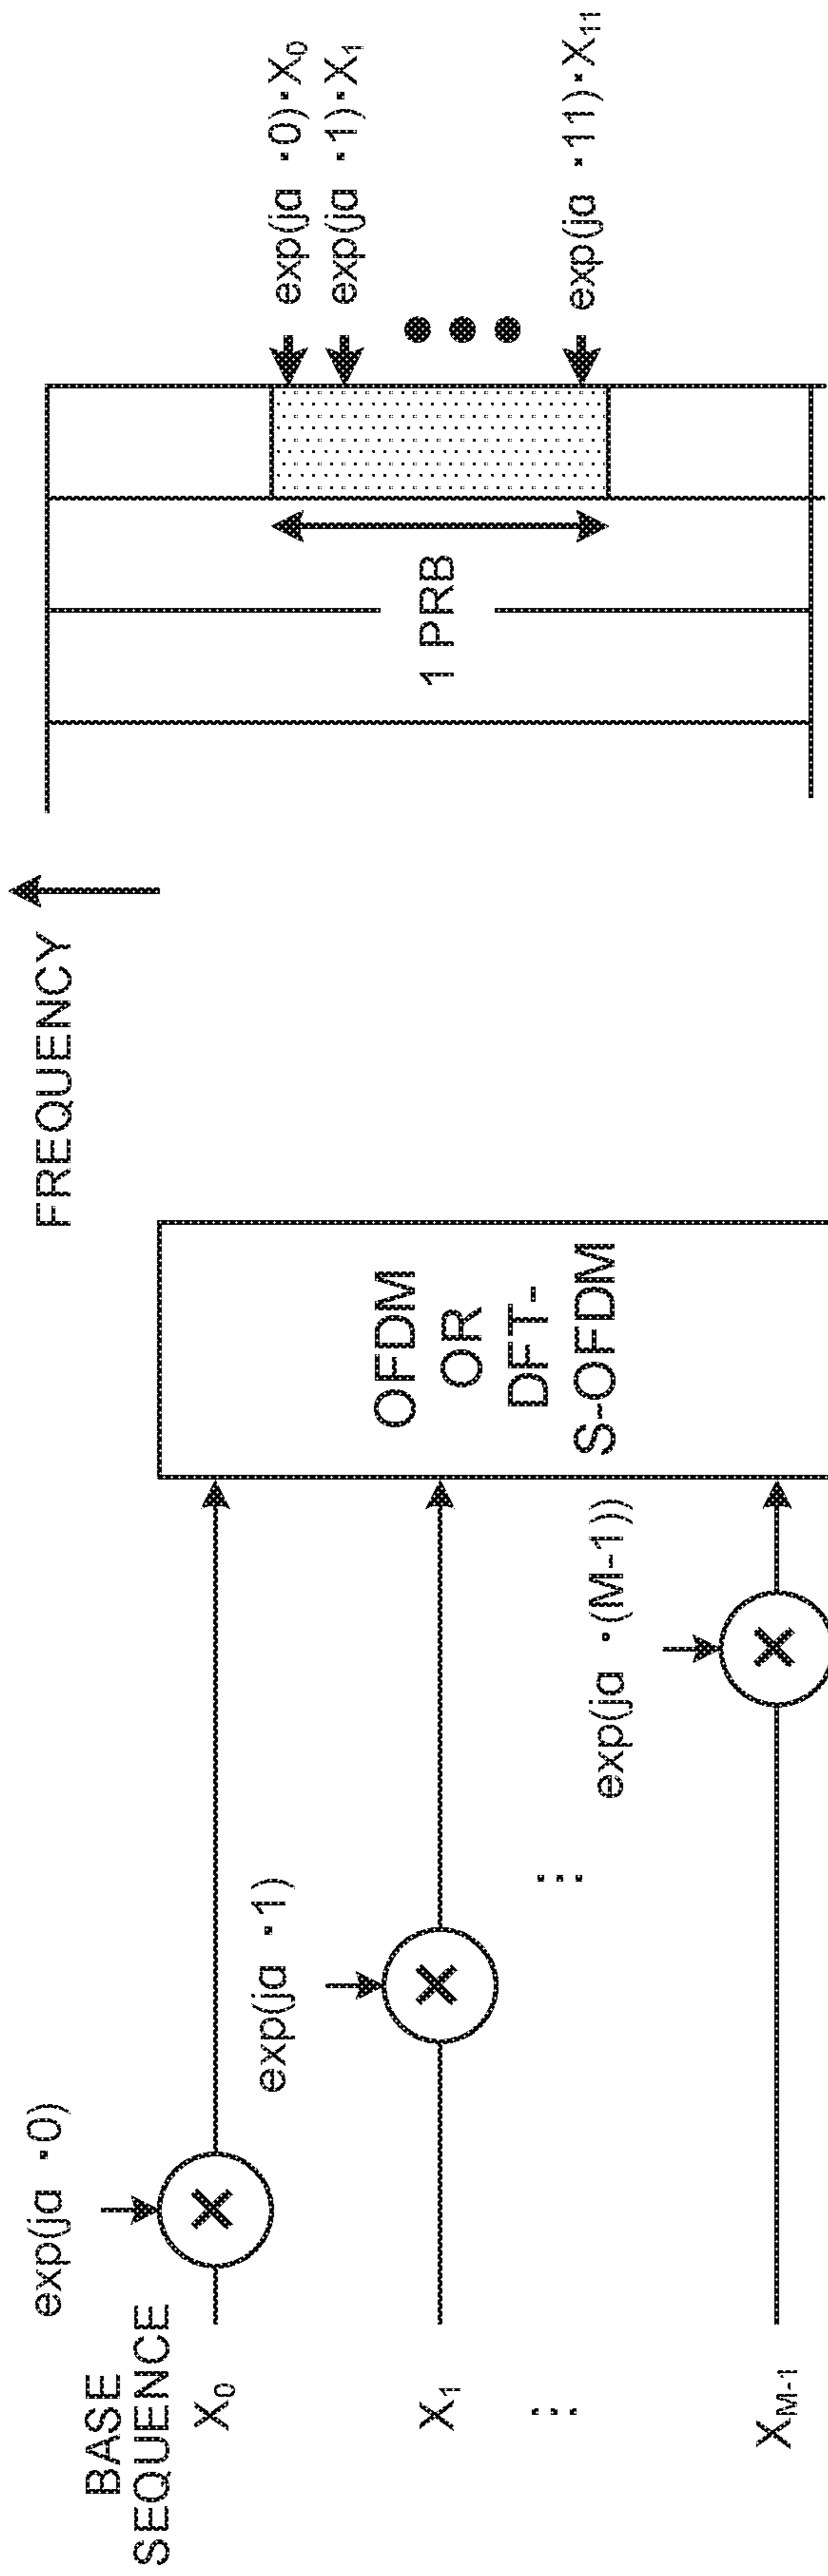 BASE
SEQUENCE
X₀
X₁
⋮
X_{M-1}
exp(jα ·0)
exp(jα ·1)
⋮
exp(jα ·(M-1))
×
×
×
OFDM
OR
DFT-
S-OFDM
FREQUENCY
1 PRB
exp(jα ·0)·X₀
exp(jα ·1)·X₁
exp(jα ·11)·X₁₁